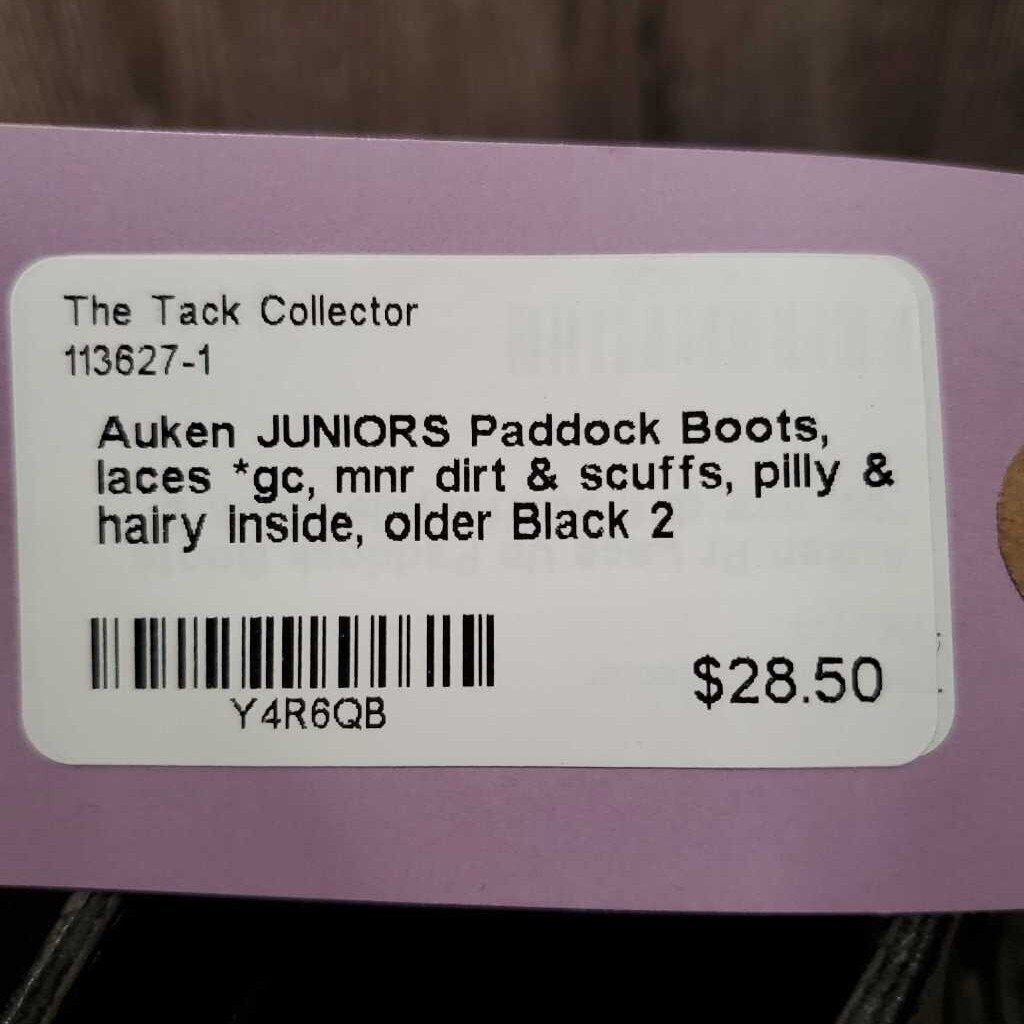 The Tack Collector
113627-1
Auken JUNIORS Paddock Boots,
laces *gc, mnr dirt & scuffs, pilly &
hairy inside, older Black 2
Y4R6QB
$28.50